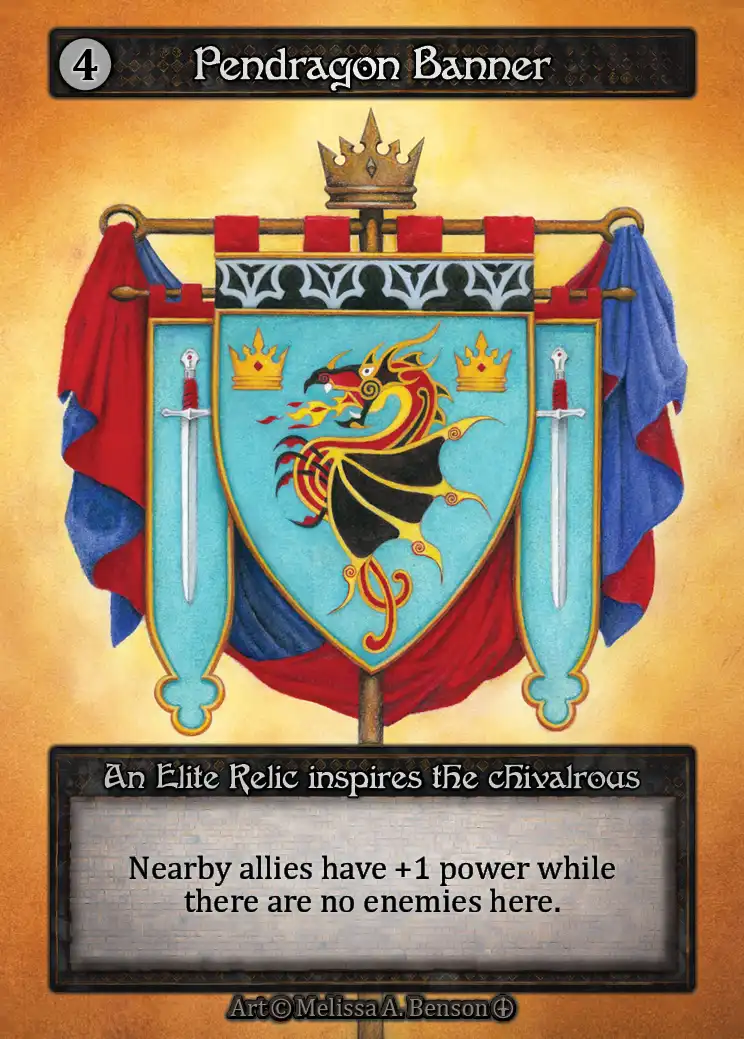 4
Pendragon Banner
An Elite Relic inspires the chivalrous
Nearby allies have +1 power while
there are no enemies here.
Art © Melissa A. Benson